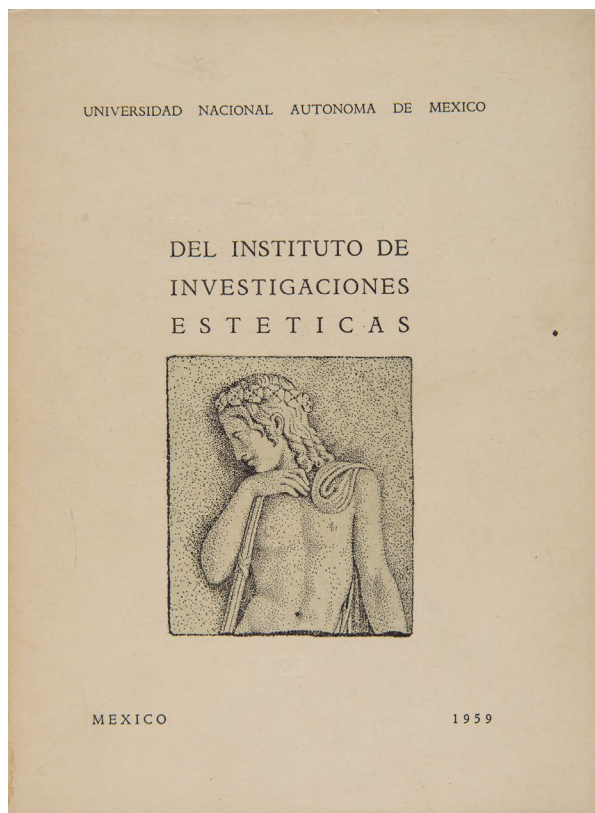 UNIVERSIDAD NACIONAL AUTONOMA DE MEXICO
DEL INSTITUTO DE
INVESTIGACIONES
ESTETICAS
MEXICO 1959